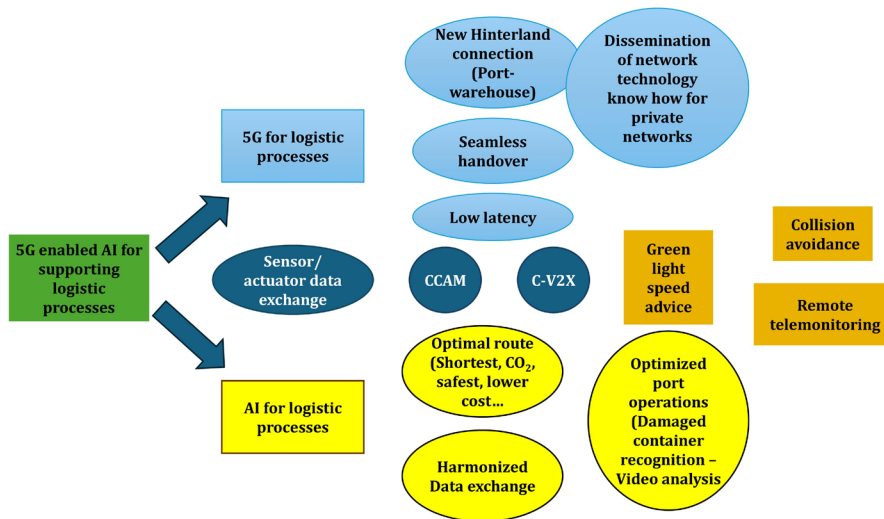 New Hinterland
connection
(Port-
warehouse)
Dissemination
of network
technology
know how for
private
networks
5G for logistic
processes
Seamless
handover
Low latency
5G enabled AI for
supporting
logistic
processes
Sensor/
actuator data
exchange
CCAM
C-V2X
Green
light
speed
advice
Collision
avoidance
Remote
telemonitoring
Optimal route
(Shortest, CO₂,
safest, lower
cost…
AI for logistic
processes
Optimized
port
operations
(Damaged
container
recognition –
Video analysis
Harmonized
Data exchange